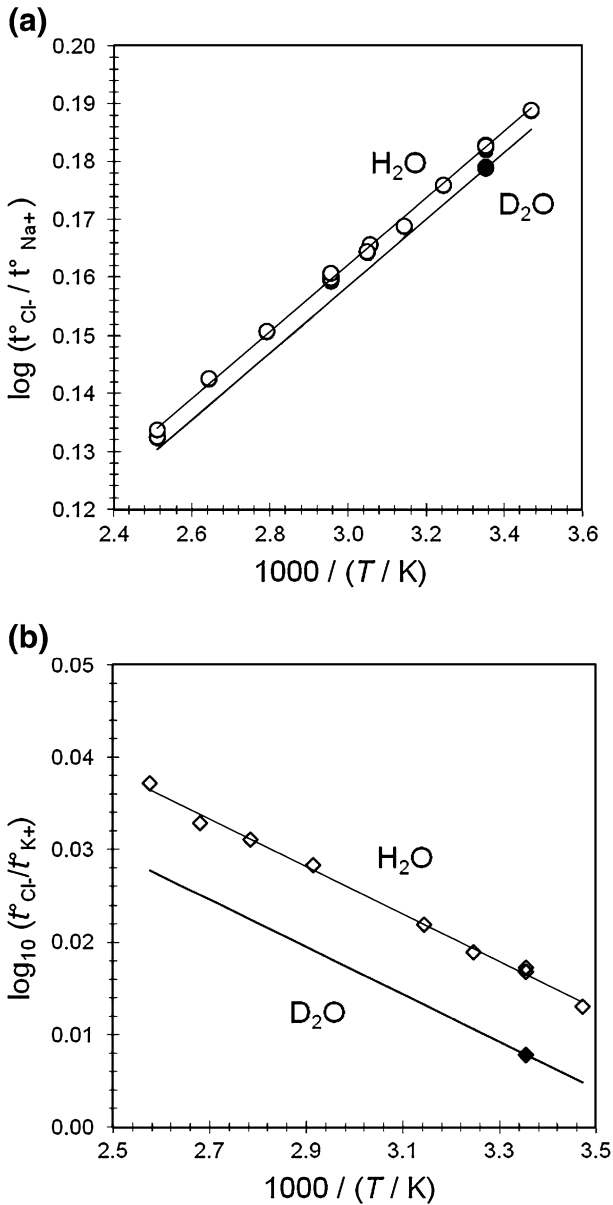 (a)
0.20
0.19
0.18
0.17
0.16
0.15
0.14
0.13
0.12
log (t°Cl- / t°Na+)
H2O
D2O
2.4 2.6 2.8 3.0 3.2 3.4 3.6
1000 / (T / K)
(b)
0.05
0.04
0.03
0.02
0.01
0.00
log10 (t°Cl-/t°K+)
H2O
D2O
2.5 2.7 2.9 3.1 3.3 3.5
1000 / (T / K)